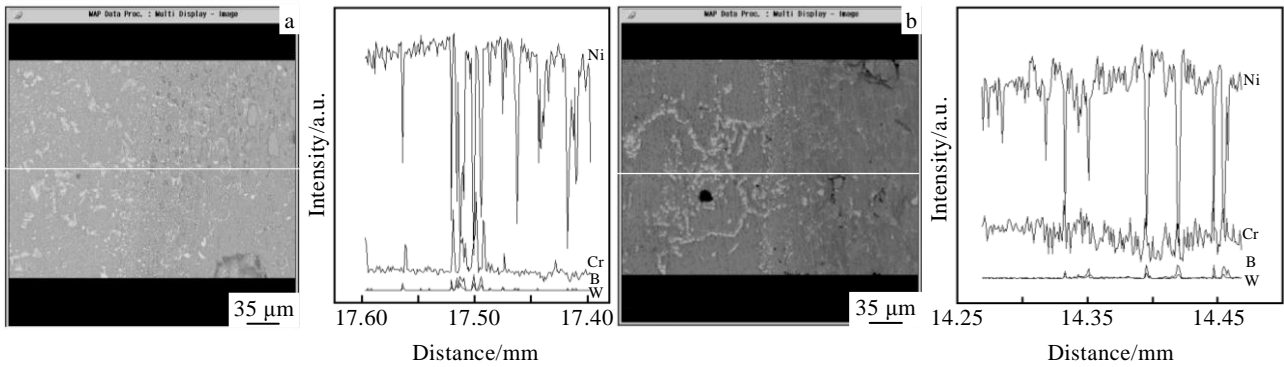 MAP Data Proc. : Multi Display - Image
a
Intensity/a.u.
Ni
Cr
B
W
35 μm
17.60
17.50
17.40
Distance/mm
MAP Data Proc. : Multi Display - Image
b
Intensity/a.u.
Ni
Cr
B
W
35 μm
14.25
14.35
14.45
Distance/mm